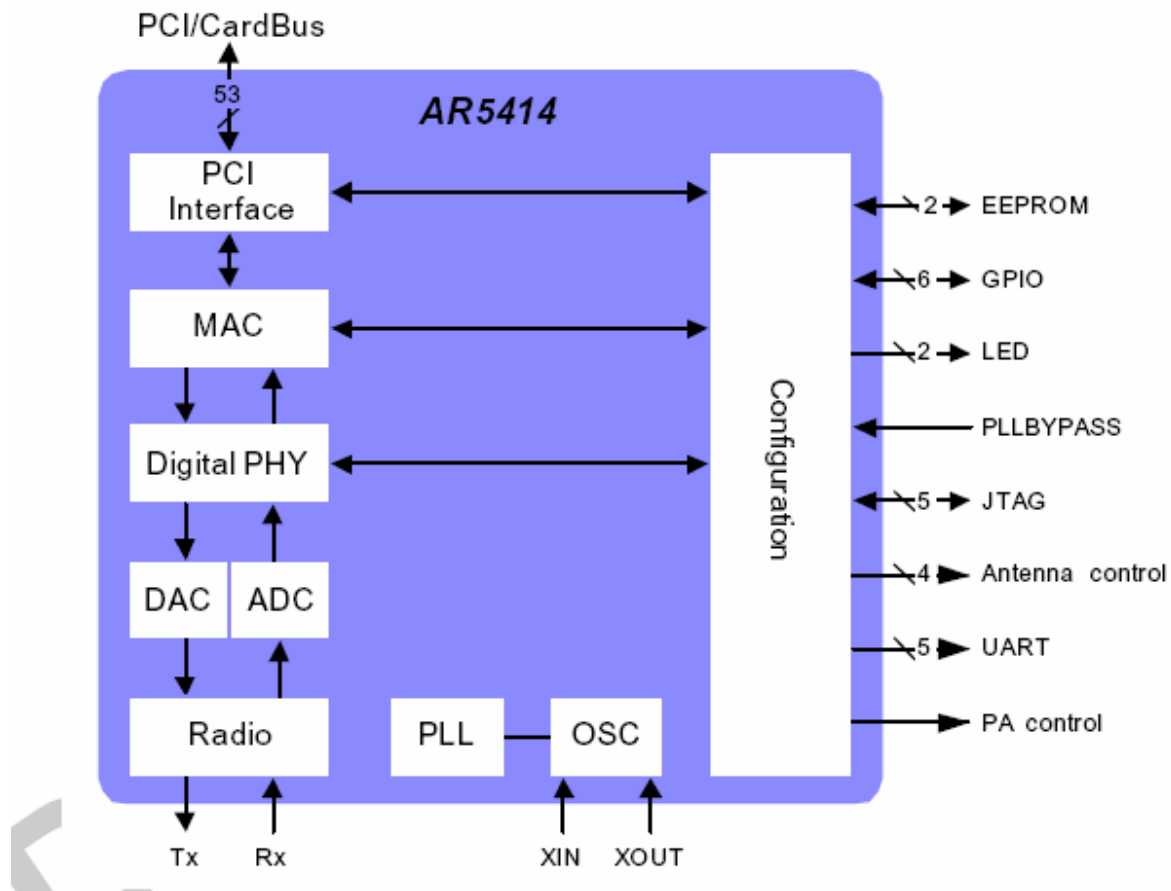 PCI/CardBus
53
AR5414
PCI
Interface
2
EEPROM
6
GPIO
MAC
2
LED
Configuration
PLLBYPASS
Digital PHY
5
JTAG
DAC
ADC
4
Antenna control
5
UART
Radio
PLL
OSC
PA control
Tx
Rx
XIN
XOUT